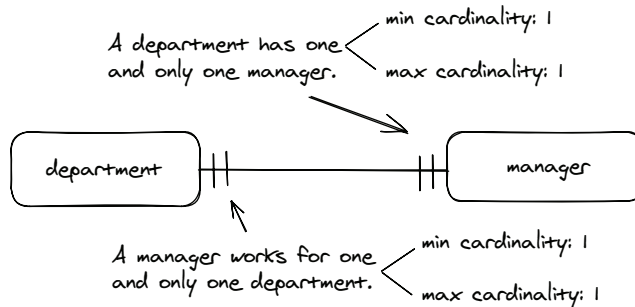 min cardinality: 1
A department has one
and only one manager.
max cardinality: 1
department
manager
A manager works for one
and only one department.
min cardinality: 1
max cardinality: 1